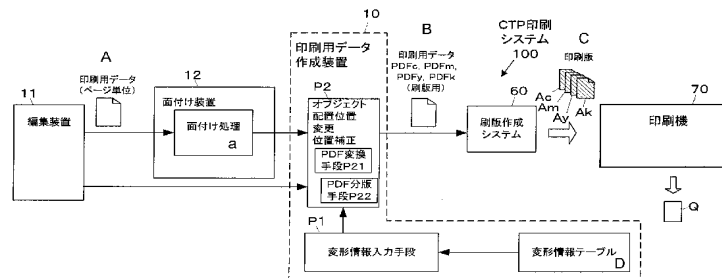 10
A
印刷用データ
(ページ単位)
11
編集装置
12
面付け装置
面付け処理
a
印刷用データ
作成装置
P2
オブジェクト
配置位置
変更
位置補正
PDF変換
手段P21
PDF分版
手段P22
B
印刷用データ
PDFc, PDFm,
PDFy, PDFk
(刷版用)
CTP印刷
システム
100
60
刷版作成
システム
C
印刷版
Ac
Am
Ay
Ak
70
印刷機
Q
P1
変形情報入力手段
変形情報テーブル
D